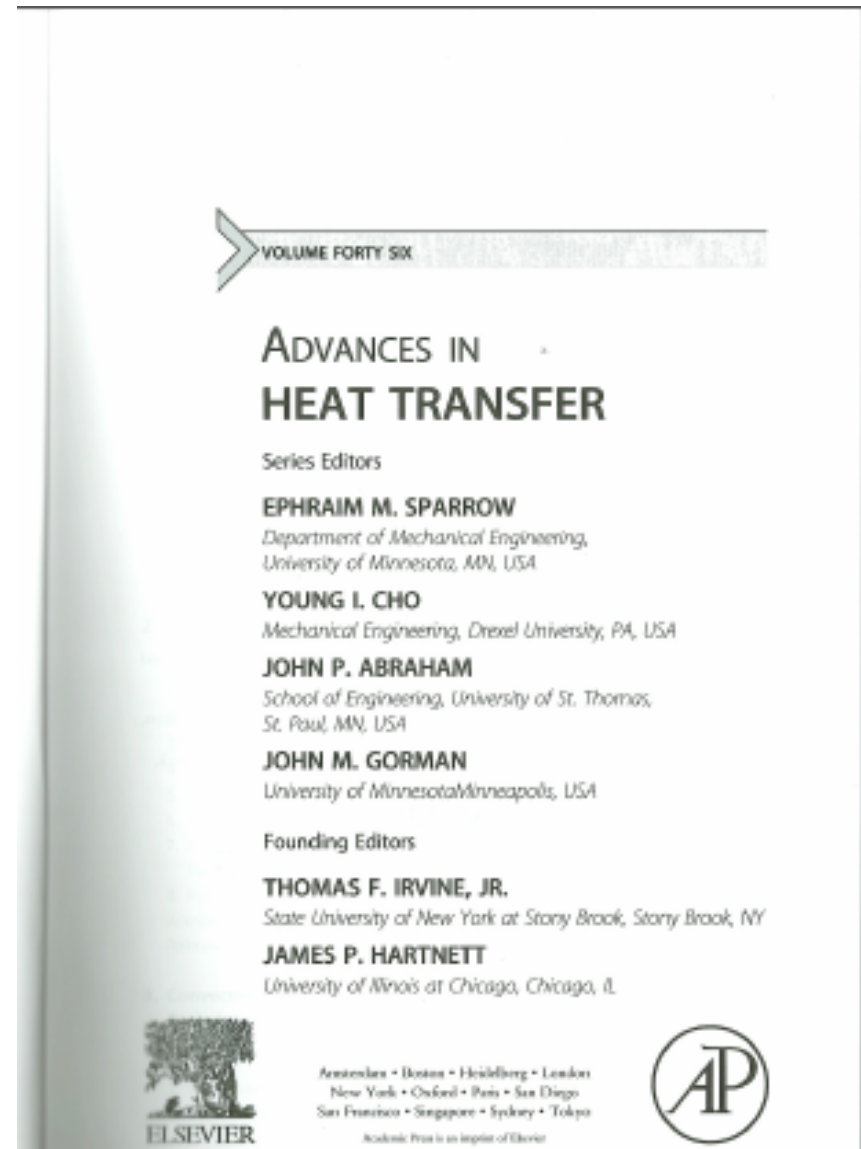 VOLUME FORTY SIX
ADVANCES IN
HEAT TRANSFER
Series Editors
EPHRAIM M. SPARROW
Department of Mechanical Engineering,
University of Minnesota, MN, USA
YOUNG I. CHO
Mechanical Engineering, Drexel University, PA, USA
JOHN P. ABRAHAM
School of Engineering, University of St. Thomas,
St. Paul, MN, USA
JOHN M. GORMAN
University of MinnesotaMinneapolis, USA
Founding Editors
THOMAS F. IRVINE, JR.
State University of New York at Stony Brook, Stony Brook, NY
JAMES P. HARTNETT
University of Illinois at Chicago, Chicago, IL
Amsterdam • Boston • Heidelberg • London
New York • Oxford • Paris • San Diego
San Francisco • Singapore • Sydney • Tokyo
Academic Press is an imprint of Elsevier
ELSEVIER
AP